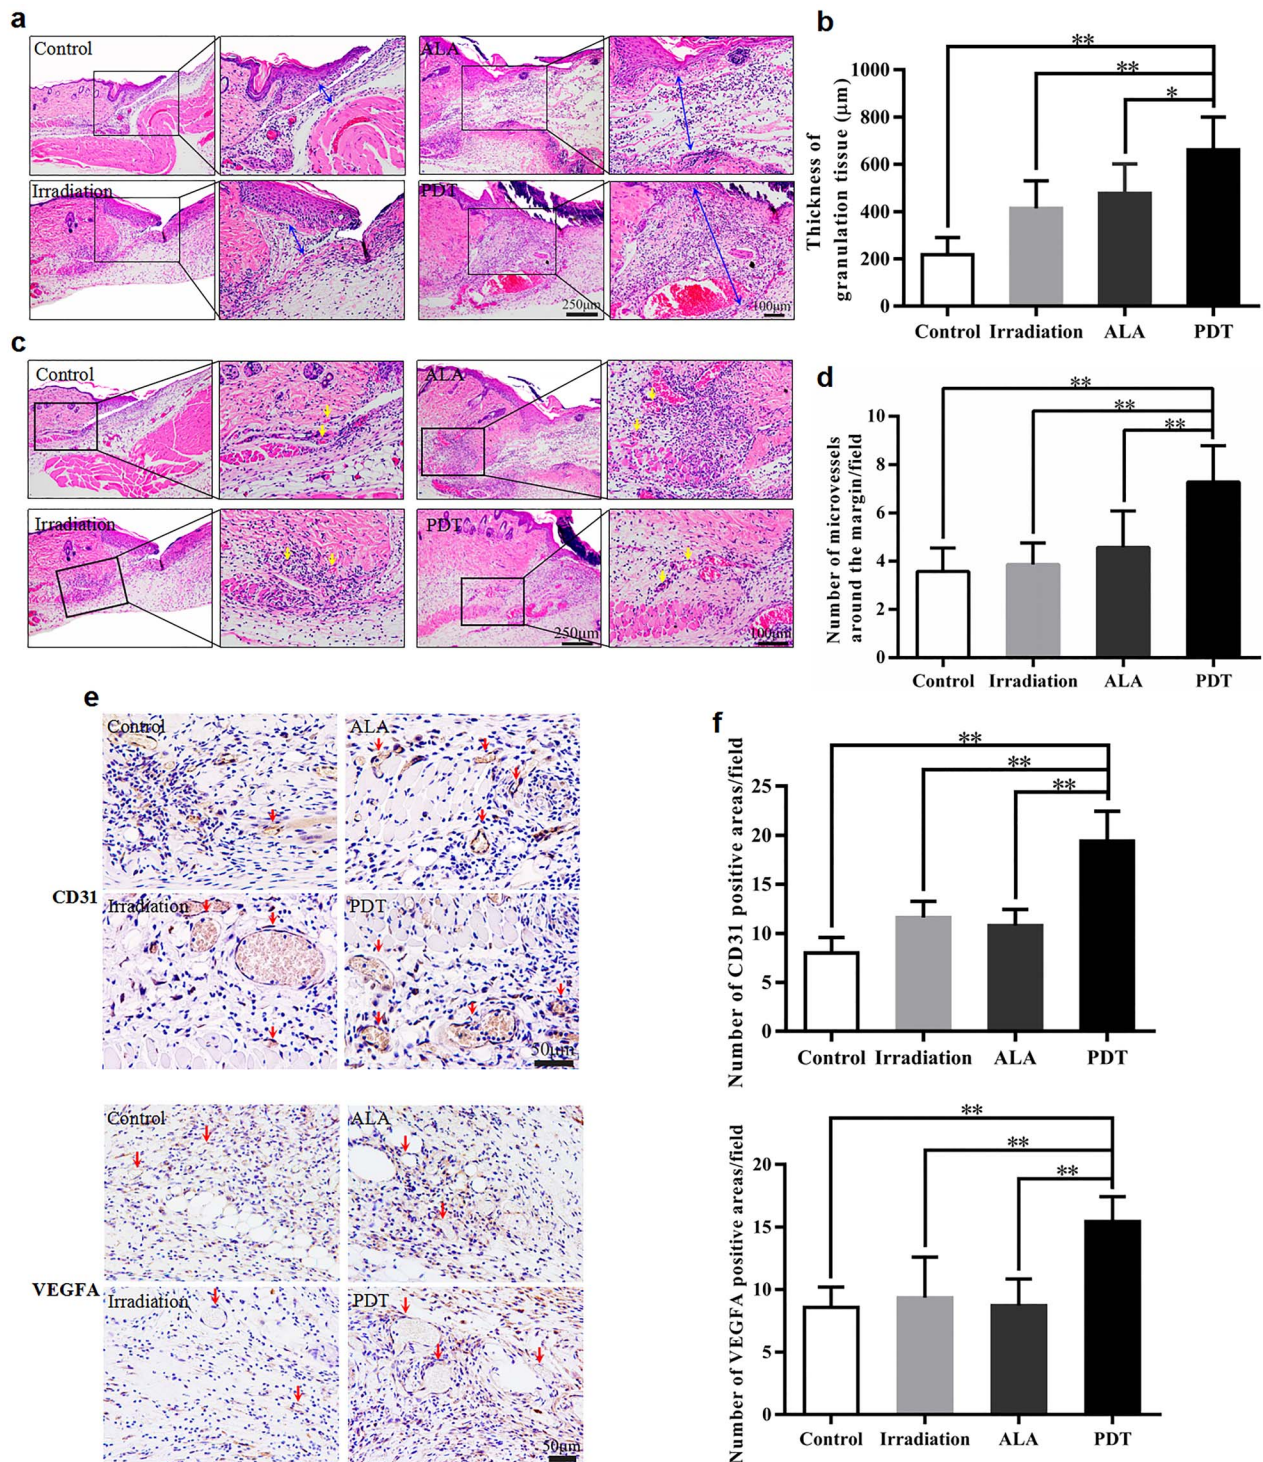 a
Control
ALA
Irradiation
PDT
250μm
100μm
b
**
**
*
1000
800
600
400
200
0
Thickness of
granulation tissue (μm)
Control Irradiation ALA PDT
c
Control
ALA
Irradiation
PDT
250μm
100μm
d
**
**
**
10
8
6
4
2
0
Number of microvessels
around the margin/field
Control Irradiation ALA PDT
e
CD31
Control
ALA
Irradiation
PDT
50μm
VEGFA
Control
ALA
Irradiation
PDT
50μm
f
**
**
**
25
20
15
10
5
0
Number of CD31 positive areas/field
Control Irradiation ALA PDT
**
**
**
20
15
10
5
0
Number of VEGFA positive areas/field
Control Irradiation ALA PDT